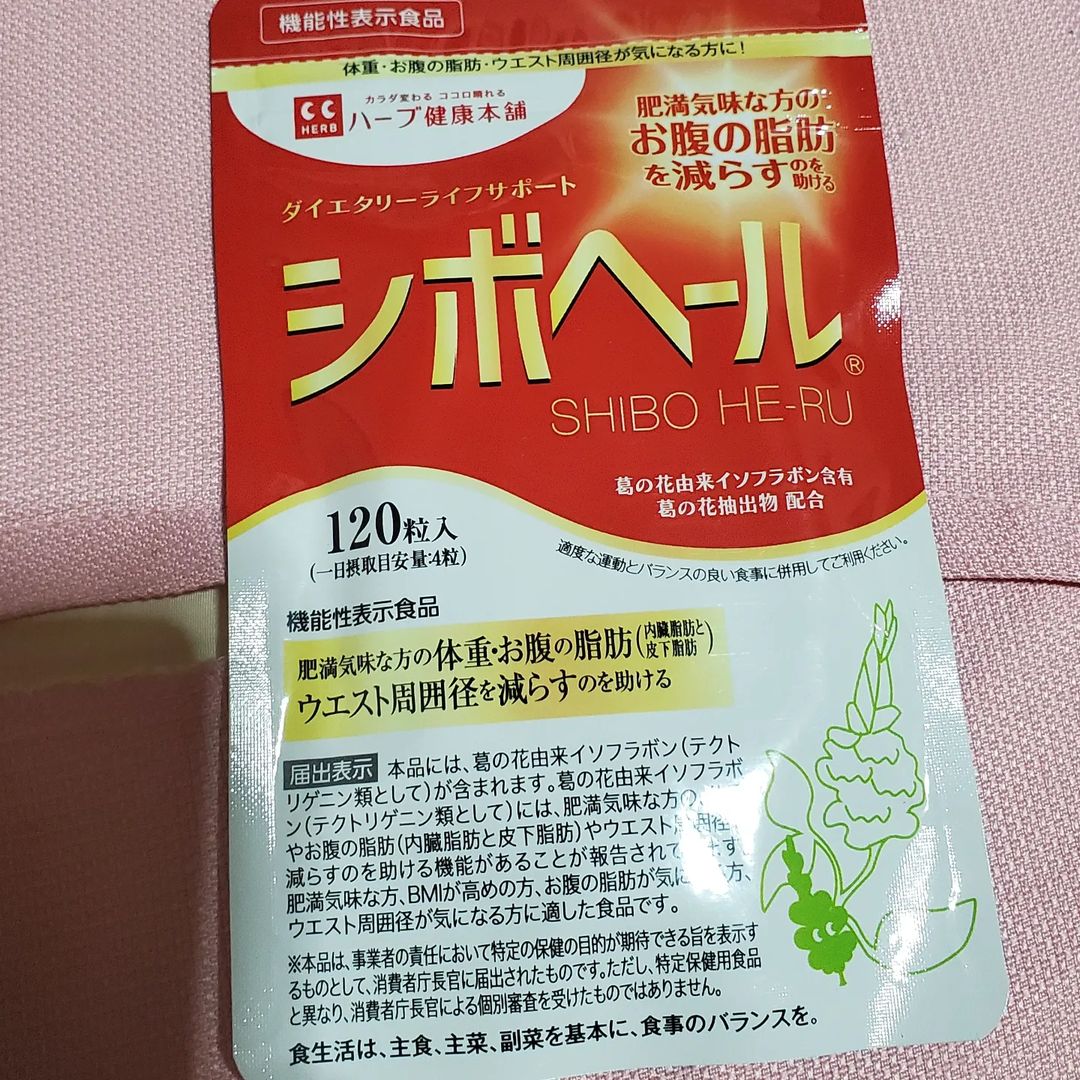 機能性表示食品
体重・お腹の脂肪・ウエスト周囲径が気になる方に!
カラダ変わる ココロ晴れる
HERB ハーブ健康本舗
肥満気味な方の
お腹の脂肪
を減らすのを助ける
ダイエタリーライフサポート
シボヘール®
SHIBO HE-RU
葛の花由来イソフラボン含有
葛の花抽出物 配合
120粒入
(一日摂取目安量:4粒)
適度な運動とバランスの良い食事に併用してご利用ください。
機能性表示食品
肥満気味な方の体重・お腹の脂肪(内臓脂肪と皮下脂肪)
ウエスト周囲径を減らすのを助ける
届出表示 本品には、葛の花由来イソフラボン(テクト
リゲニン類として)が含まれます。葛の花由来イソフラボ
ン(テクトリゲニン類として)には、肥満気味な方の
やお腹の脂肪(内臓脂肪と皮下脂肪)やウエスト周囲径
減らすのを助ける機能があることが報告されて
肥満気味な方、BMIが高めの方、お腹の脂肪が気に 方、
ウエスト周囲径が気になる方に適した食品です。
※本品は、事業者の責任において特定の保健の目的が期待できる旨を表示す
るものとして、消費者庁長官に届出されたものです。ただし、特定保健用食品
と異なり、消費者庁長官による個別審査を受けたものではありません。
食生活は、主食、主菜、副菜を基本に、食事のバランスを。